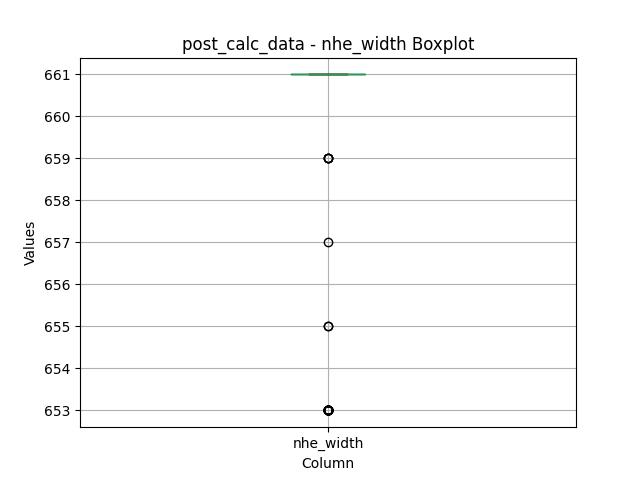 post_calc_data - nhe_width Boxplot
661
660
659
658
657
656
655
654
653
Values
nhe_width
Column